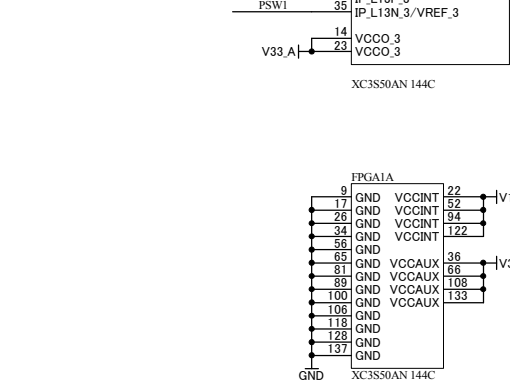 PSW1 35 IP_L13N_3/VREF_3
14 VCCO_3
V33_A 23 VCCO_3
XC3S50AN 144C
FPGA1A
9 GND VCCINT 22
17 GND VCCINT 52
26 GND VCCINT 94
34 GND VCCINT 122
56 GND
65 GND VCCAUX 36
81 GND VCCAUX 66
89 GND VCCAUX 108
100 GND VCCAUX 133
106 GND
118 GND
128 GND
137 GND
GND XC3S50AN 144C